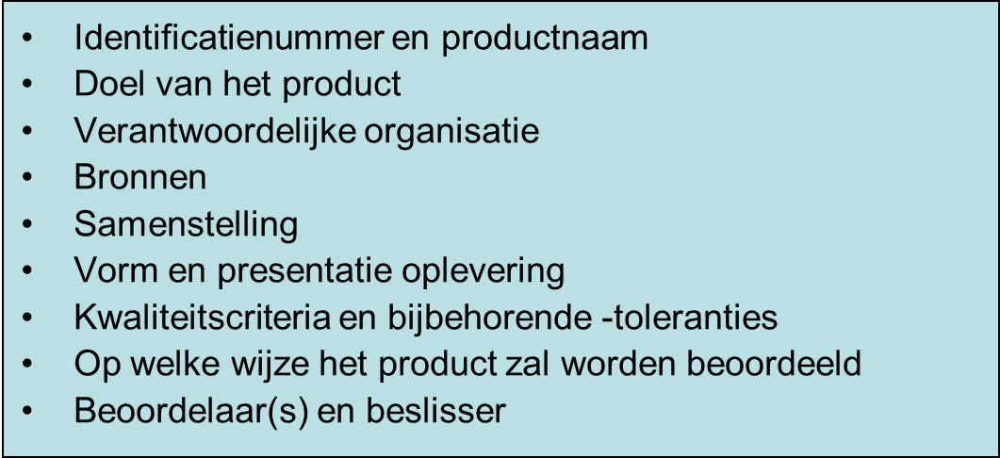 • Identificatienummer en productnaam
• Doel van het product
• Verantwoordelijke organisatie
• Bronnen
• Samenstelling
• Vorm en presentatie oplevering
• Kwaliteitscriteria en bijbehorende -toleranties
• Op welke wijze het product zal worden beoordeeld
• Beoordelaar(s) en beslisser